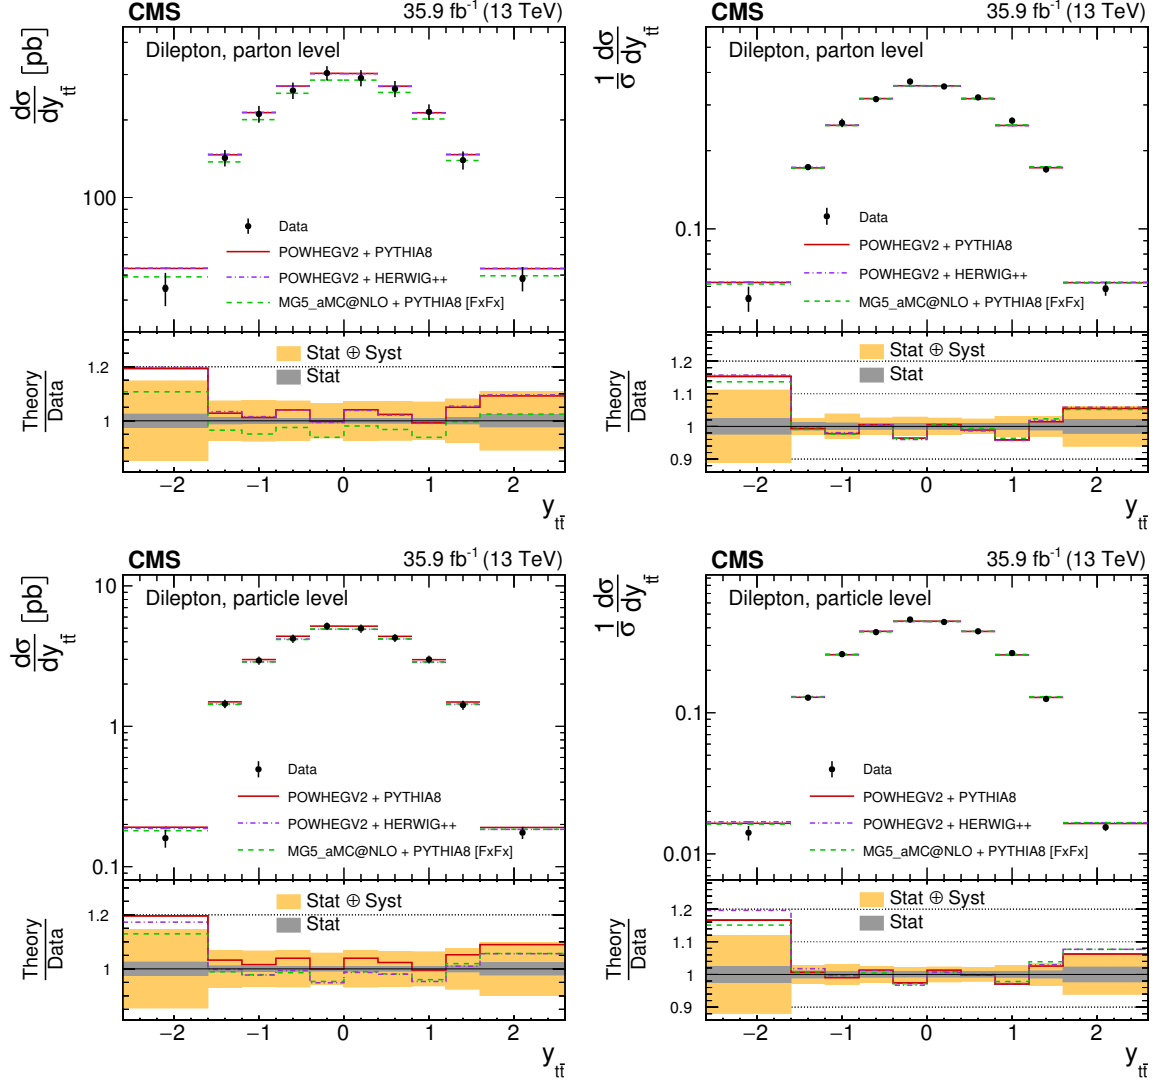 CMS 35.9 fb⁻¹ (13 TeV)
dσ/dy_tt̄ [pb]
Dilepton, parton level
100
Data
POWHEGV2 + PYTHIA8
POWHEGV2 + HERWIG++
MG5_aMC@NLO + PYTHIA8 [FxFx]
Theory/Data
1.2
1
Stat ⊕ Syst
Stat
−2 −1 0 1 2
y_tt̄
CMS 35.9 fb⁻¹ (13 TeV)
1/σ dσ/dy_tt̄
Dilepton, parton level
0.1
Data
POWHEGV2 + PYTHIA8
POWHEGV2 + HERWIG++
MG5_aMC@NLO + PYTHIA8 [FxFx]
Theory/Data
1.2
1.1
1
0.9
Stat ⊕ Syst
Stat
−2 −1 0 1 2
y_tt̄
CMS 35.9 fb⁻¹ (13 TeV)
dσ/dy_tt̄ [pb]
10
Dilepton, particle level
1
Data
POWHEGV2 + PYTHIA8
POWHEGV2 + HERWIG++
MG5_aMC@NLO + PYTHIA8 [FxFx]
0.1
Theory/Data
1.2
1
Stat ⊕ Syst
Stat
−2 −1 0 1 2
y_tt̄
CMS 35.9 fb⁻¹ (13 TeV)
1/σ dσ/dy_tt̄
Dilepton, particle level
0.1
Data
POWHEGV2 + PYTHIA8
POWHEGV2 + HERWIG++
MG5_aMC@NLO + PYTHIA8 [FxFx]
0.01
Theory/Data
1.2
1.1
1
0.9
Stat ⊕ Syst
Stat
−2 −1 0 1 2
y_tt̄